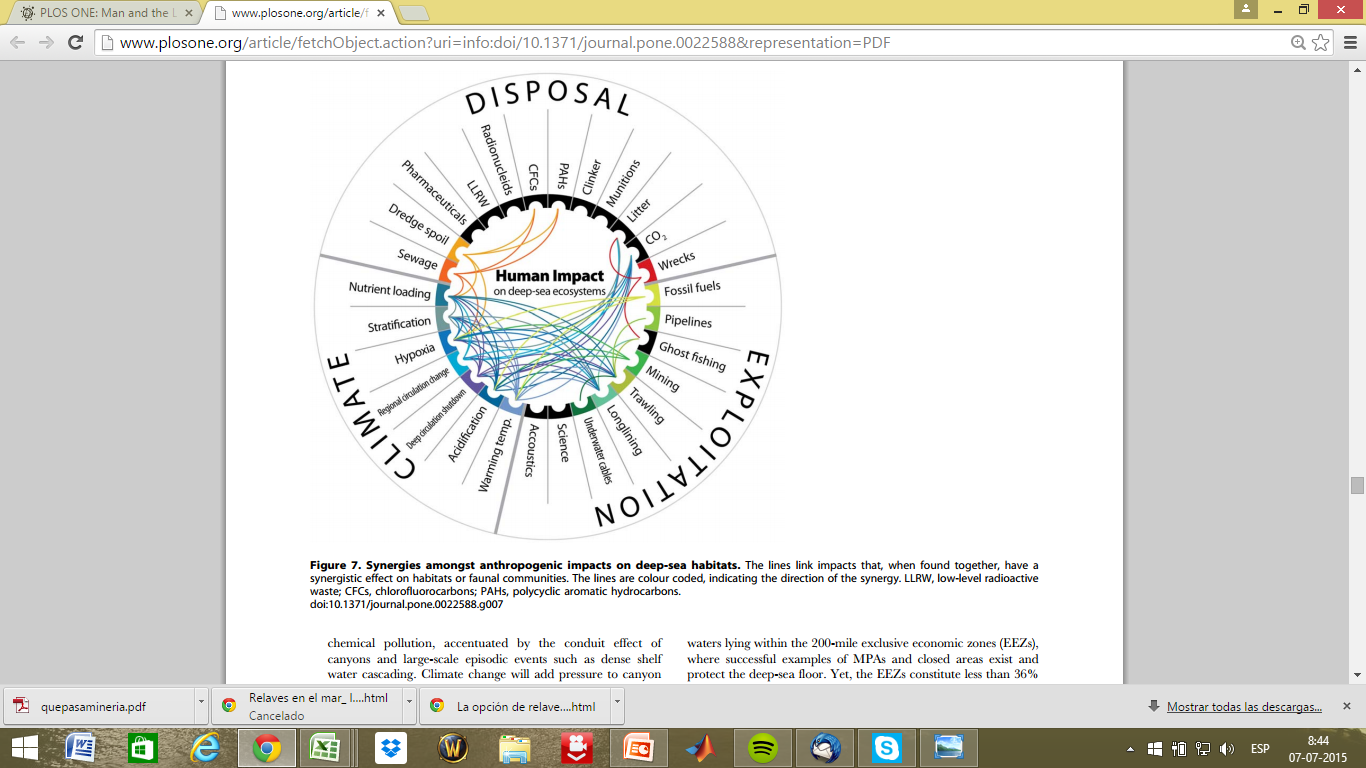 PLOS ONE: Man and the L
www.plosone.org/article/f
www.plosone.org/article/fetchObject.action?uri=info:doi/10.1371/journal.pone.0022588&representation=PDF
DISPOSAL
Radionucleids
CFCs
PAHs
Clinker
Munitions
LLRW
Pharmaceuticals
Litter
Dredge spoil
CO₂
Sewage
Wrecks
Human Impact
on deep-sea ecosystems
Nutrient loading
Fossil fuels
Stratification
Pipelines
Hypoxia
Ghost fishing
Regional circulation change
Mining
Deep circulation shutdown
Trawling
Acidification
Longlining
Warming temp.
Underwater cables
Accoustics
Science
CLIMATE
EXPLOITATION
Figure 7. Synergies amongst anthropogenic impacts on deep-sea habitats. The lines link impacts that, when found together, have a
synergistic effect on habitats or faunal communities. The lines are colour coded, indicating the direction of the synergy. LLRW, low-level radioactive
waste; CFCs, chlorofluorocarbons; PAHs, polycyclic aromatic hydrocarbons.
doi:10.1371/journal.pone.0022588.g007
chemical pollution, accentuated by the conduit effect of
canyons and large-scale episodic events such as dense shelf
water cascading. Climate change will add pressure to canyon
waters lying within the 200-mile exclusive economic zones (EEZs),
where successful examples of MPAs and closed areas exist and
protect the deep-sea floor. Yet, the EEZs constitute less than 36%
quepasamineria.pdf
Relaves en el mar_ l....html
Cancelado
La opción de relave....html
Mostrar todas las descargas...
ESP
8:44
07-07-2015